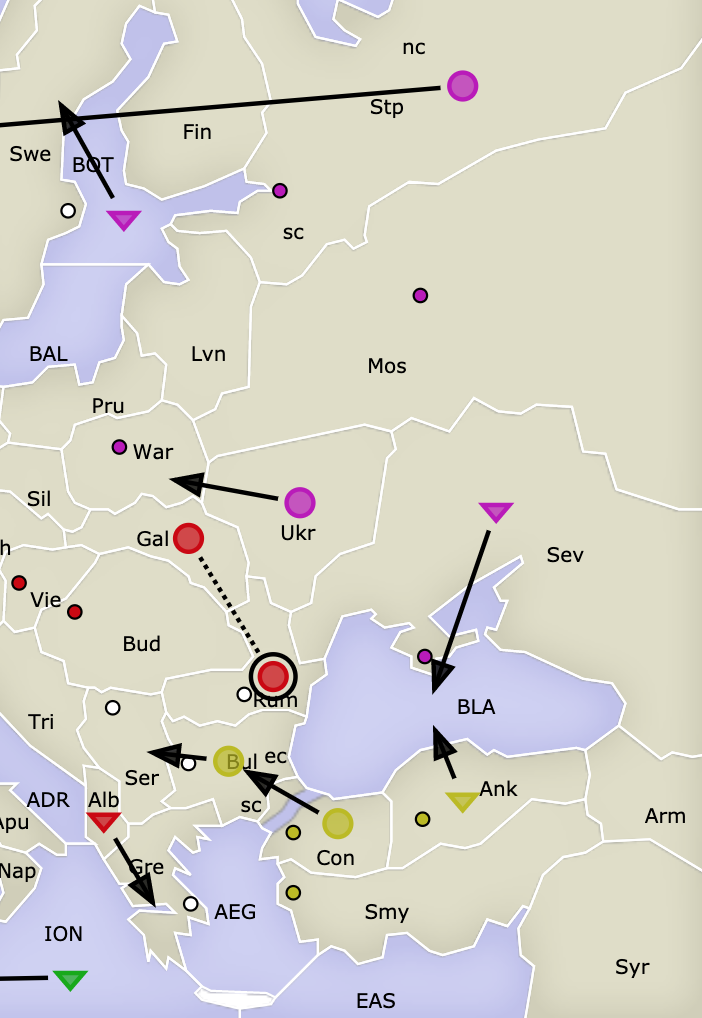 nc
Stp
Fin
Swe
BOT
sc
BAL
Lvn
Mos
Pru
War
Sil
Ukr
Gal
h
Sev
Vie
Bud
Rum
BLA
Tri
Bul
ec
Ser
Ank
ADR
Alb
sc
Arm
Apu
Con
Nap
Gre
AEG
Smy
ION
Syr
EAS